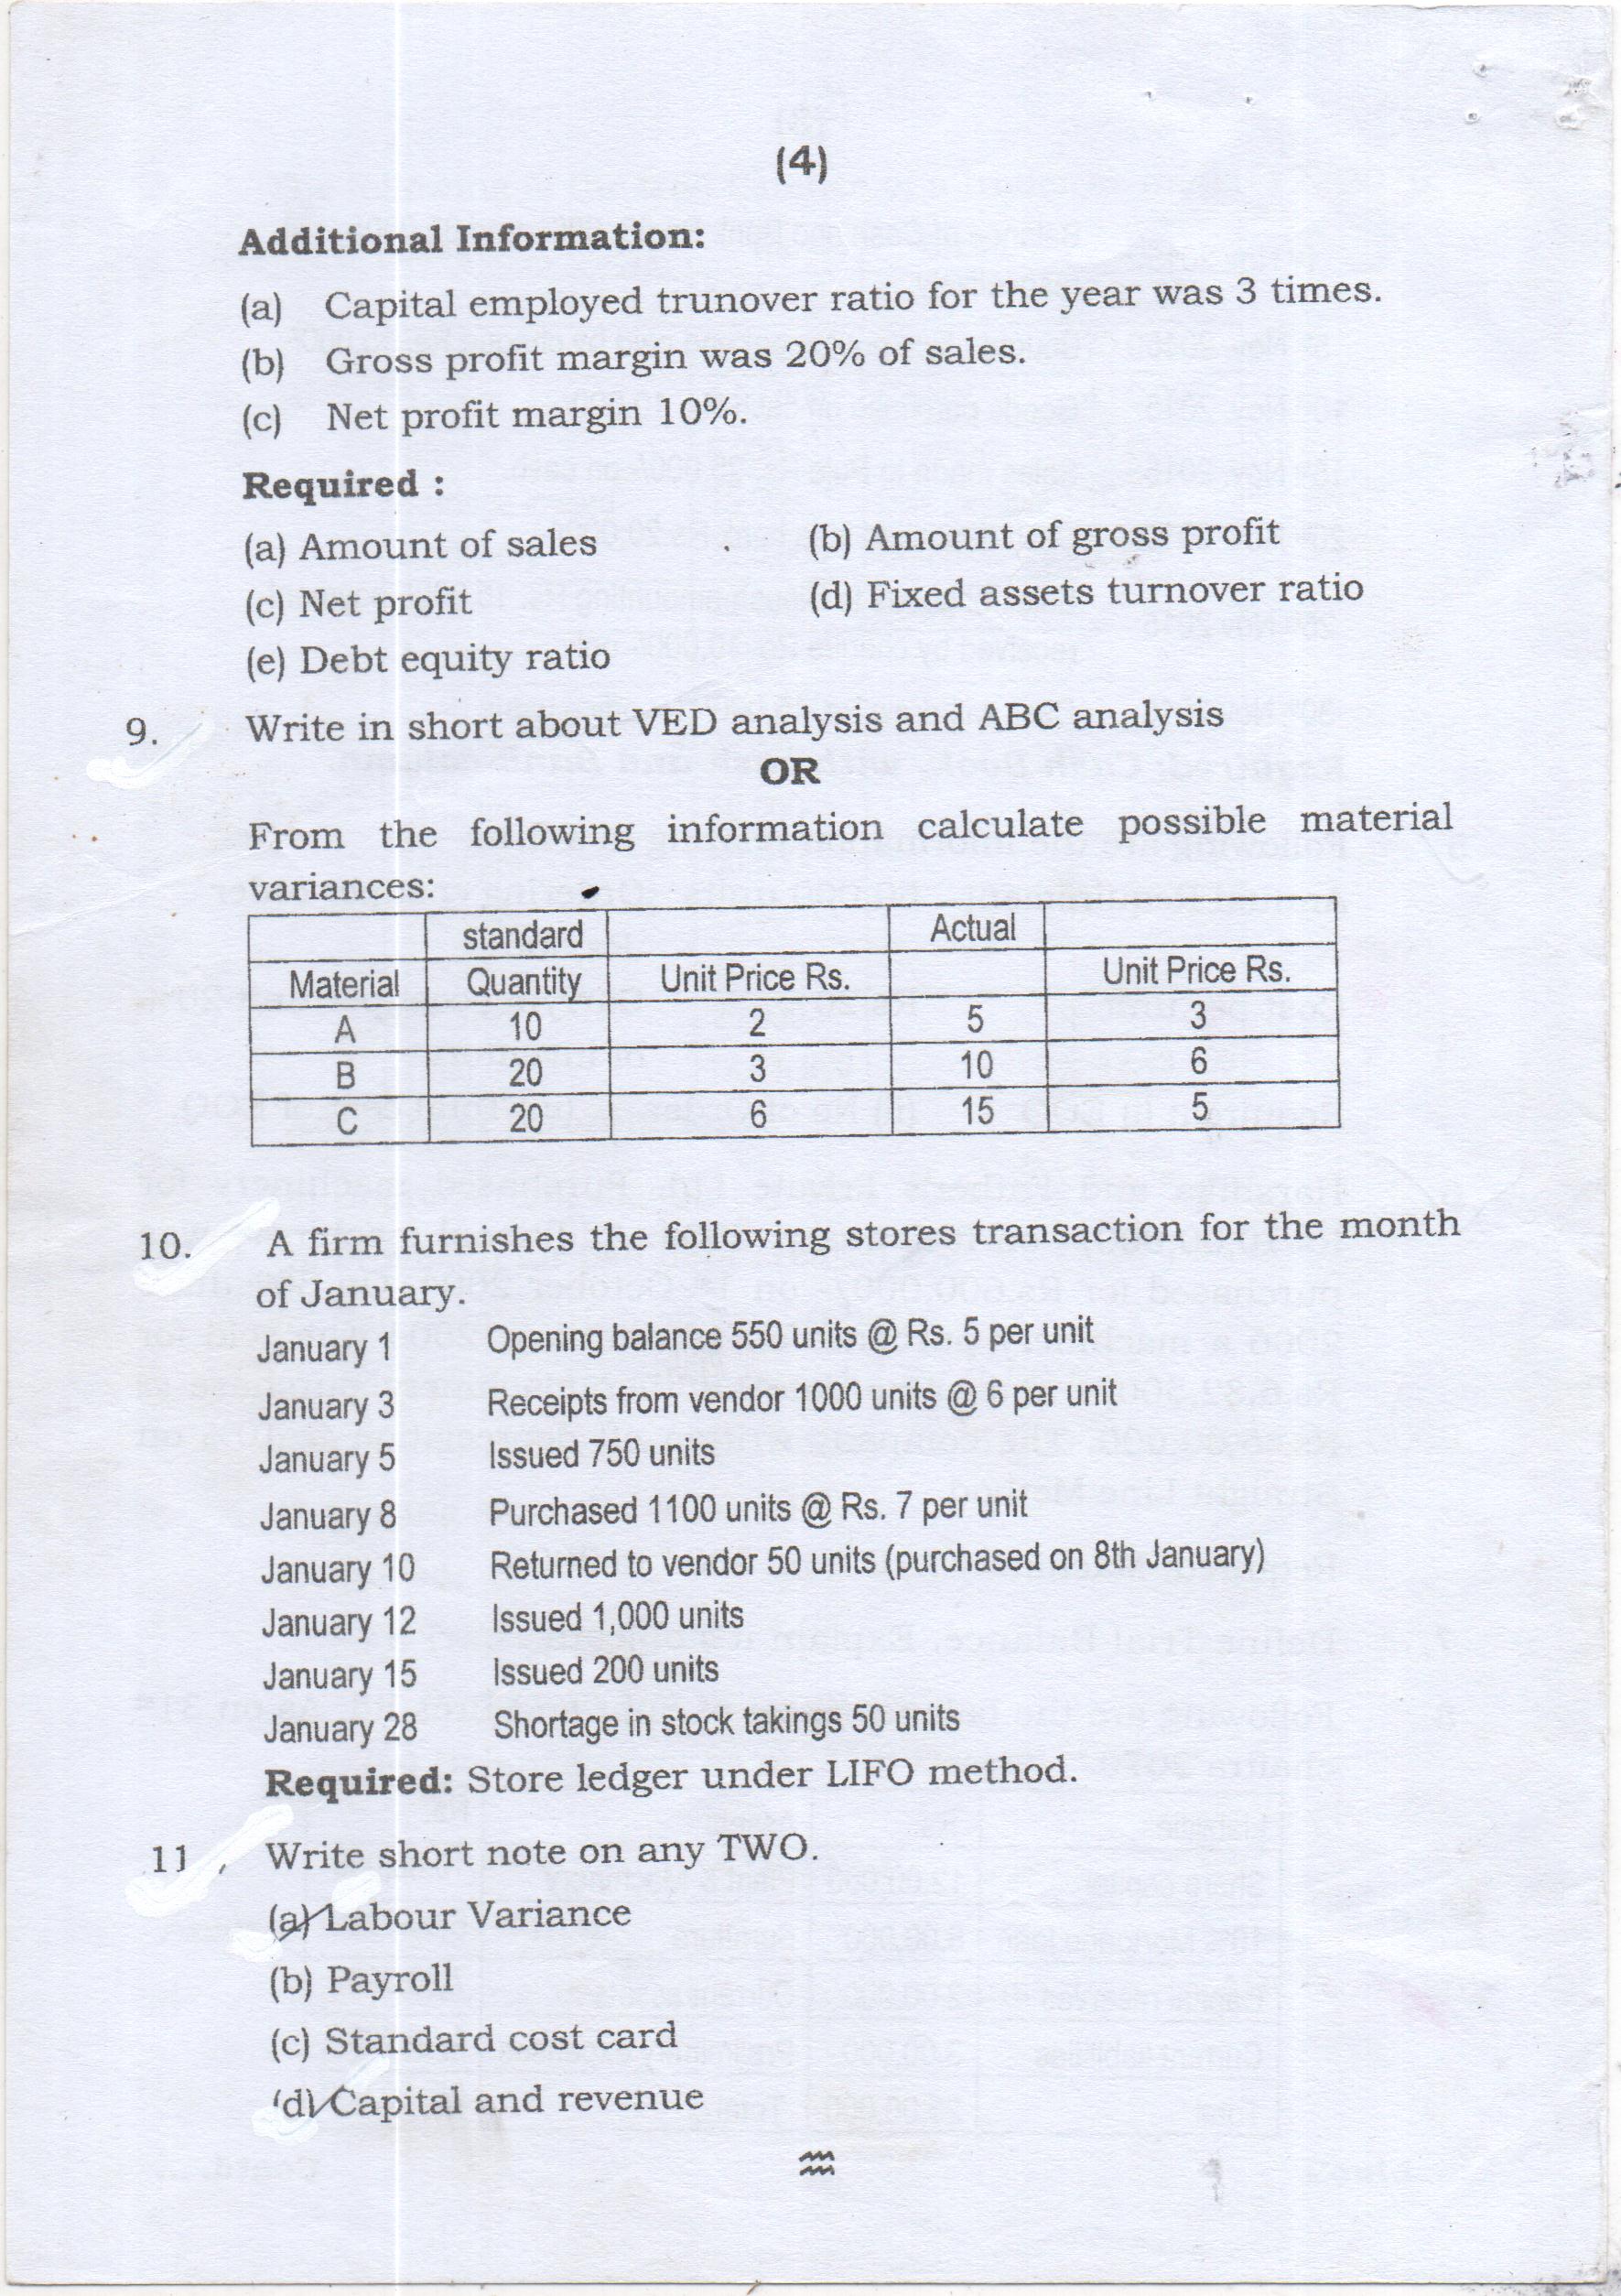 (4)
Additional Information:
(a) Capital employed trunover ratio for the year was 3 times.
(b) Gross profit margin was 20% of sales.
(c) Net profit margin 10%.
Required :
(a) Amount of sales (b) Amount of gross profit
(c) Net profit (d) Fixed assets turnover ratio
(e) Debt equity ratio
9. Write in short about VED analysis and ABC analysis
OR
From the following information calculate possible material
variances:
standard Actual
Material Quantity Unit Price Rs. Unit Price Rs.
A 10 2 5 3
B 20 3 10 6
C 20 6 15 5
10. A firm furnishes the following stores transaction for the month
of January.
January 1 Opening balance 550 units @ Rs. 5 per unit
January 3 Receipts from vendor 1000 units @ 6 per unit
January 5 Issued 750 units
January 8 Purchased 1100 units @ Rs. 7 per unit
January 10 Returned to vendor 50 units (purchased on 8th January)
January 12 Issued 1,000 units
January 15 Issued 200 units
January 28 Shortage in stock takings 50 units
Required: Store ledger under LIFO method.
11. Write short note on any TWO.
(a) Labour Variance
(b) Payroll
(c) Standard cost card
(d) Capital and revenue